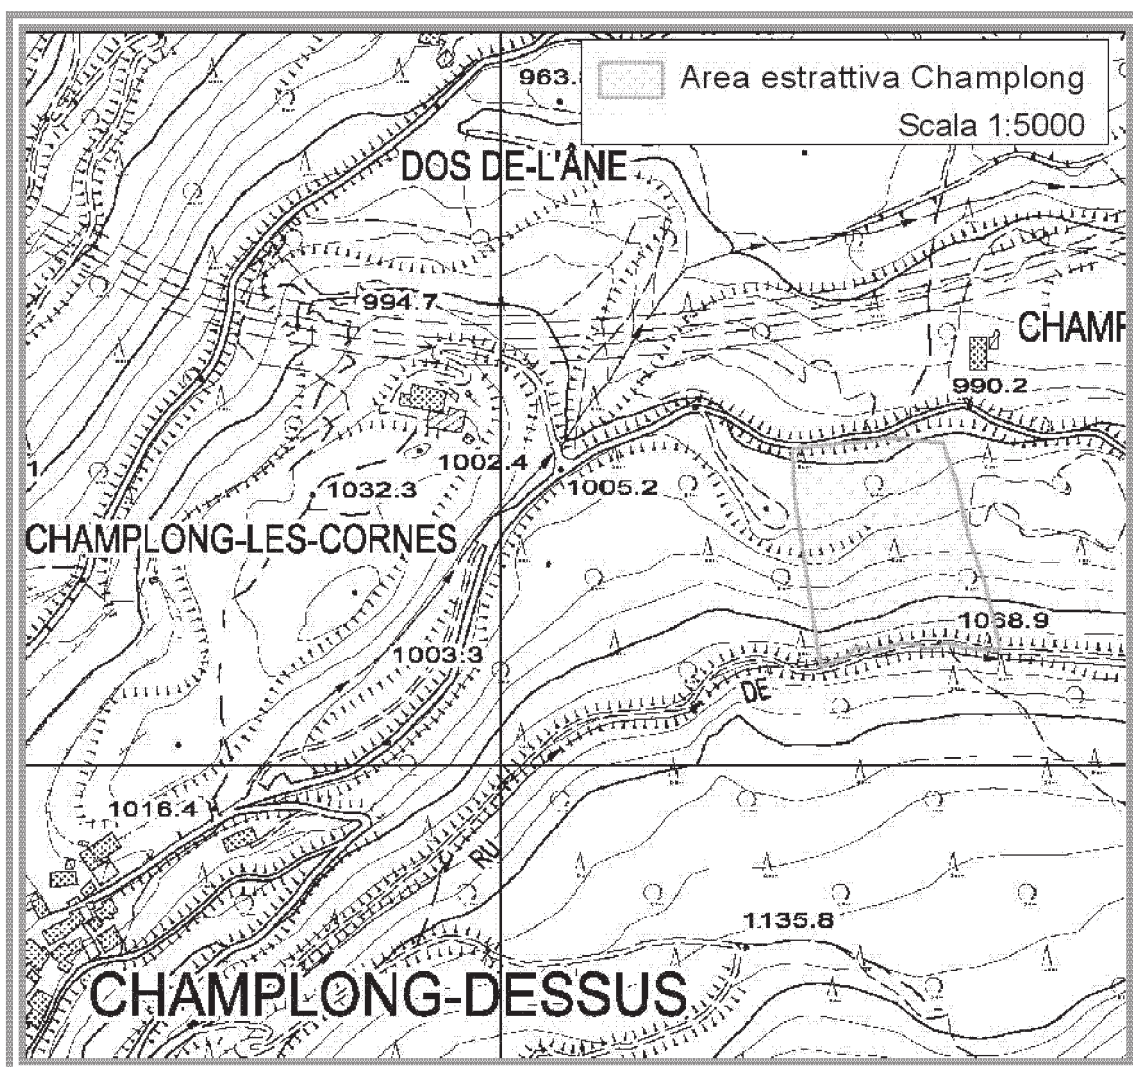 963.
Area estrattiva Champlong
Scala 1:5000
DOS DE-L'ÂNE
994.7
CHAMP
990.2
1002.4
1005.2
1032.3
CHAMPLONG-LES-CORNES
1068.9
1003.3
DE
1016.4
RU
1135.8
CHAMPLONG-DESSUS